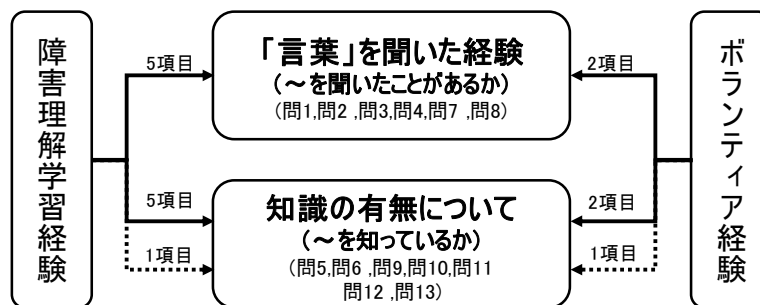 障害理解学習経験
5項目
「言葉」を聞いた経験
(～を聞いたことがあるか)
(問1,問2 ,問3,問4,問7 ,問8)
2項目
ボランティア経験
5項目
知識の有無について
(～を知っているか)
(問5,問6 ,問9,問10,問11
問12 ,問13)
2項目
1項目
1項目